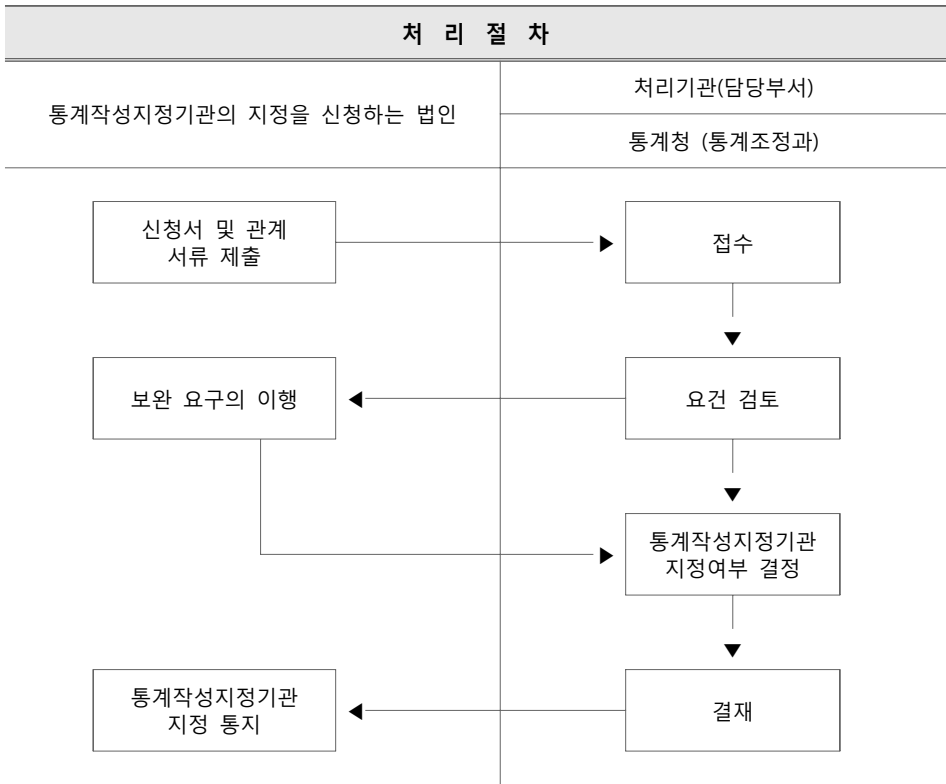 처 리 절 차
통계작성지정기관의 지정을 신청하는 법인
처리기관(담당부서)
통계청 (통계조정과)
신청서 및 관계
서류 제출
접수
보완 요구의 이행
요건 검토
통계작성지정기관
지정여부 결정
통계작성지정기관
지정 통지
결재